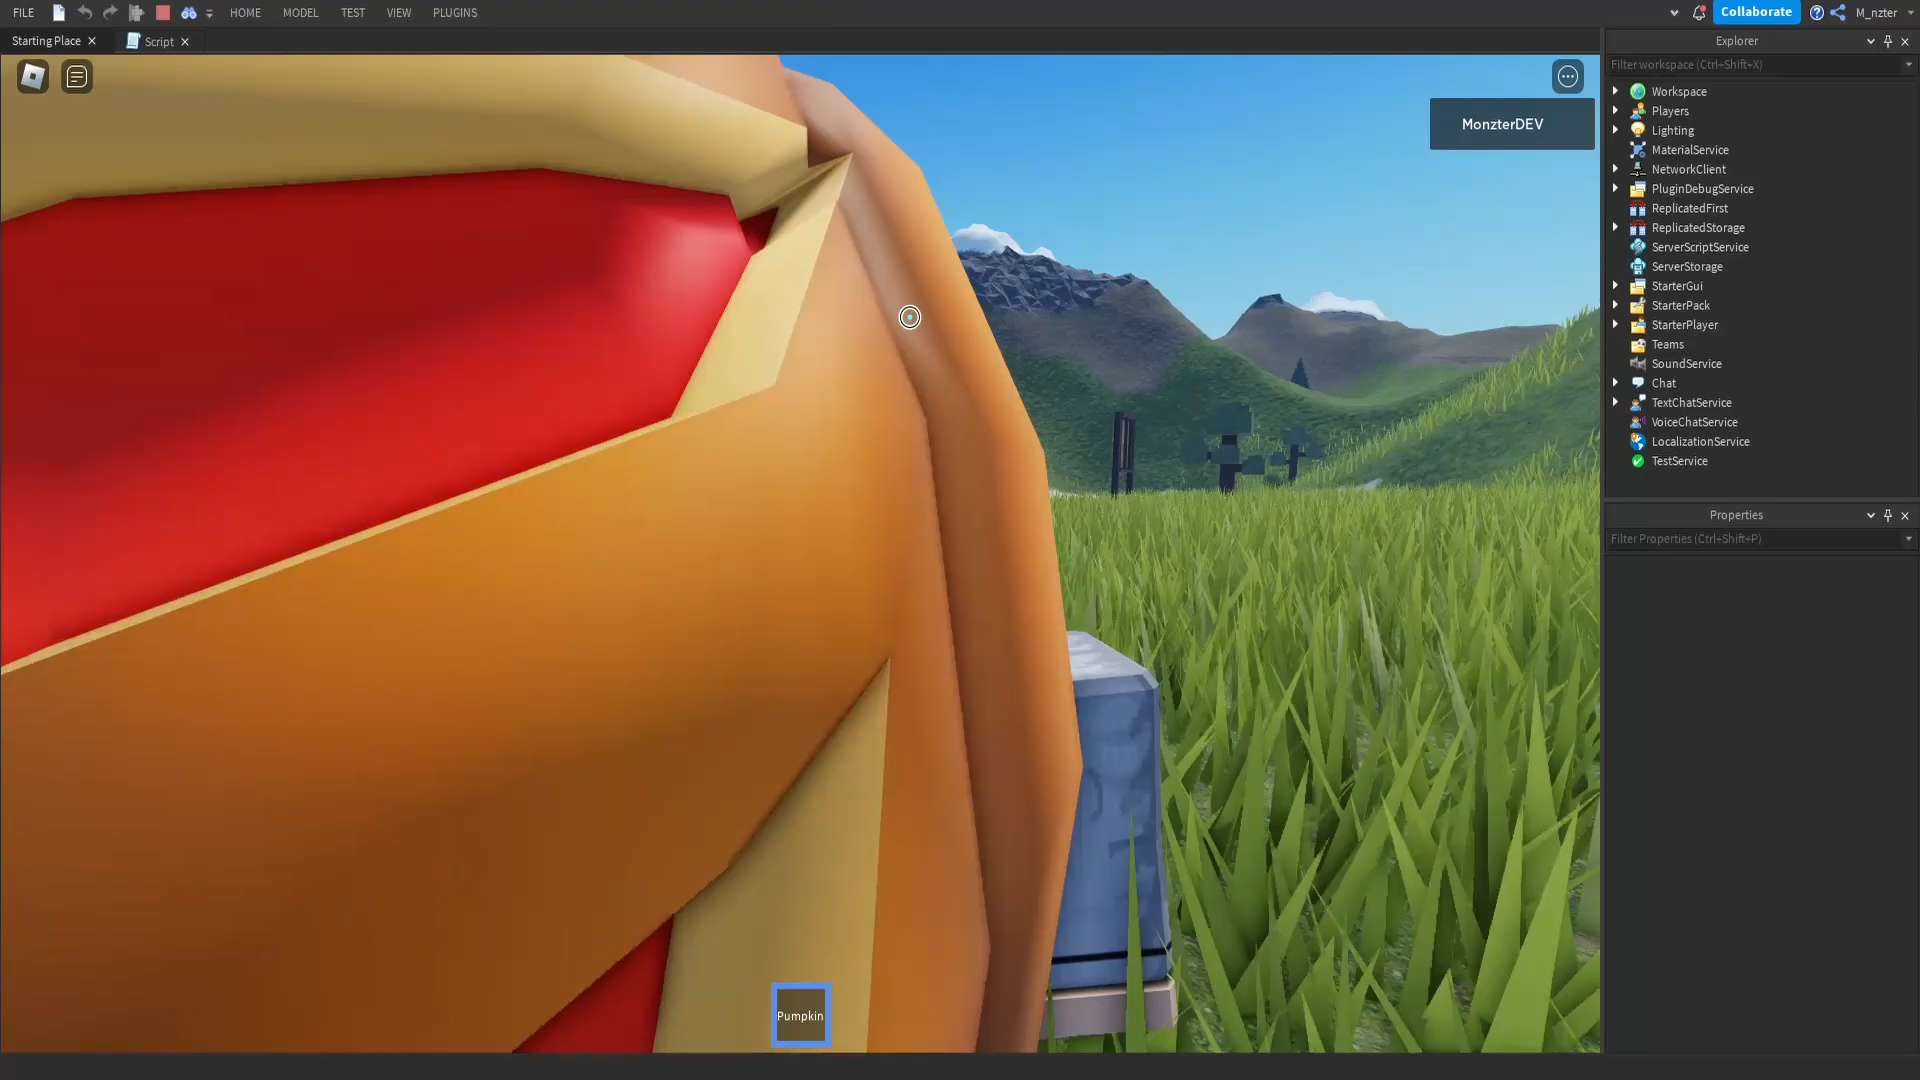 FILE HOME MODEL TEST VIEW PLUGINS Collaborate M_nzter
Starting Place Script
MonzterDEV
Pumpkin
Explorer
Filter workspace (Ctrl+Shift+X)
Workspace
Players
Lighting
MaterialService
NetworkClient
PluginDebugService
ReplicatedFirst
ReplicatedStorage
ServerScriptService
ServerStorage
StarterGui
StarterPack
StarterPlayer
Teams
SoundService
Chat
TextChatService
VoiceChatService
LocalizationService
TestService
Properties
Filter Properties (Ctrl+Shift+P)